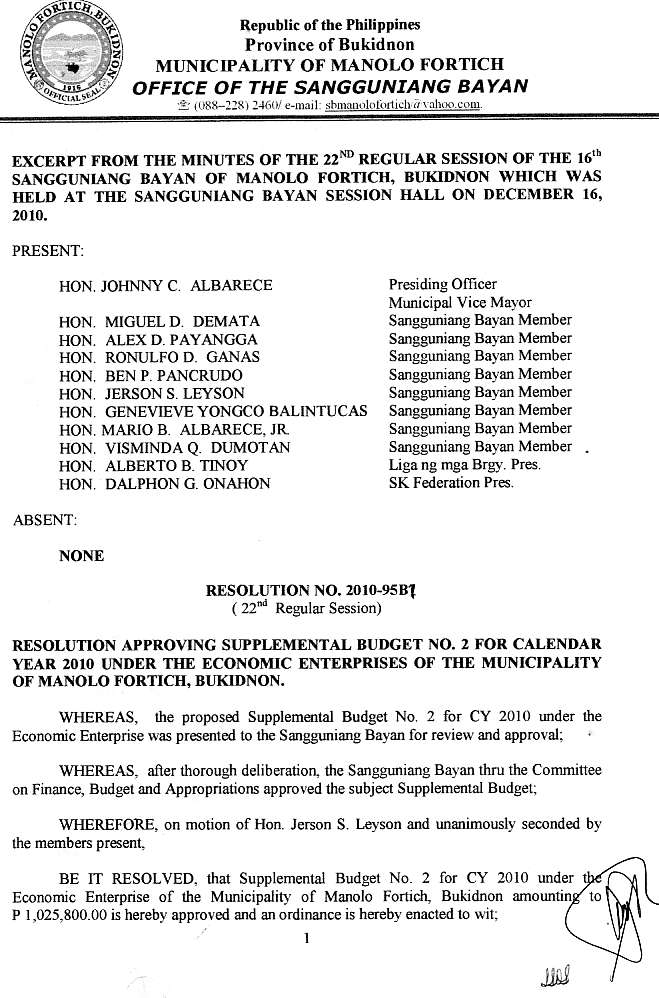 MANOLO FORTICH, BUKIDNON
1916
OFFICIAL SEAL
Republic of the Philippines
Province of Bukidnon
MUNICIPALITY OF MANOLO FORTICH
OFFICE OF THE SANGGUNIANG BAYAN
☏ (088–228) 2460/ e-mail: sbmanolofortich@yahoo.com.
EXCERPT FROM THE MINUTES OF THE 22ND REGULAR SESSION OF THE 16th
SANGGUNIANG BAYAN OF MANOLO FORTICH, BUKIDNON WHICH WAS
HELD AT THE SANGGUNIANG BAYAN SESSION HALL ON DECEMBER 16,
2010.
PRESENT:
HON. JOHNNY C. ALBARECE Presiding Officer
Municipal Vice Mayor
HON. MIGUEL D. DEMATA Sangguniang Bayan Member
HON. ALEX D. PAYANGGA Sangguniang Bayan Member
HON. RONULFO D. GANAS Sangguniang Bayan Member
HON. BEN P. PANCRUDO Sangguniang Bayan Member
HON. JERSON S. LEYSON Sangguniang Bayan Member
HON. GENEVIEVE YONGCO BALINTUCAS Sangguniang Bayan Member
HON. MARIO B. ALBARECE, JR. Sangguniang Bayan Member
HON. VISMINDA Q. DUMOTAN Sangguniang Bayan Member
HON. ALBERTO B. TINOY Liga ng mga Brgy. Pres.
HON. DALPHON G. ONAHON SK Federation Pres.
ABSENT:
NONE
RESOLUTION NO. 2010-95B1
( 22nd Regular Session)
RESOLUTION APPROVING SUPPLEMENTAL BUDGET NO. 2 FOR CALENDAR
YEAR 2010 UNDER THE ECONOMIC ENTERPRISES OF THE MUNICIPALITY
OF MANOLO FORTICH, BUKIDNON.
WHEREAS, the proposed Supplemental Budget No. 2 for CY 2010 under the
Economic Enterprise was presented to the Sangguniang Bayan for review and approval;
WHEREAS, after thorough deliberation, the Sangguniang Bayan thru the Committee
on Finance, Budget and Appropriations approved the subject Supplemental Budget;
WHEREFORE, on motion of Hon. Jerson S. Leyson and unanimously seconded by
the members present,
BE IT RESOLVED, that Supplemental Budget No. 2 for CY 2010 under the
Economic Enterprise of the Municipality of Manolo Fortich, Bukidnon amounting to
P 1,025,800.00 is hereby approved and an ordinance is hereby enacted to wit;
1